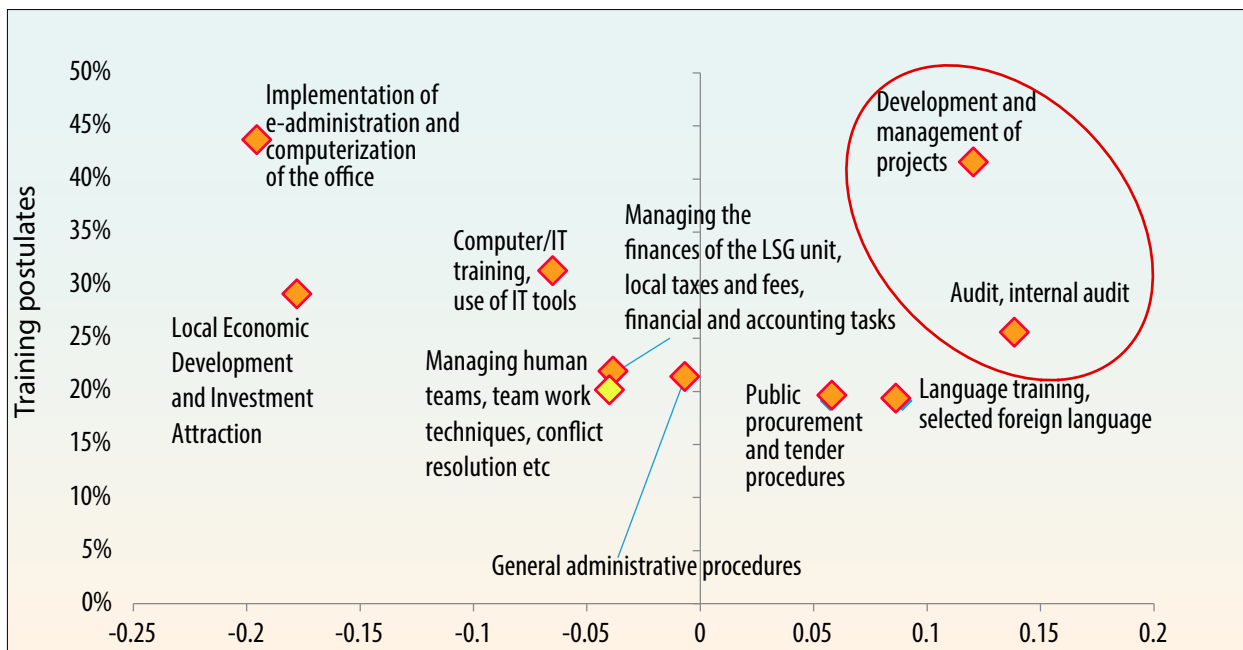 Training postulates
50%
45%
40%
35%
30%
25%
20%
15%
10%
5%
0%
-0.25
-0.2
-0.15
-0.1
-0.05
0
0.05
0.1
0.15
0.2
Implementation of
e-administration and
computerization
of the office
Local Economic
Development
and Investment
Attraction
Computer/IT
training,
use of IT tools
Managing human
teams, team work
techniques, conflict
resolution etc
Managing the
finances of the LSG unit,
local taxes and fees,
financial and accounting tasks
General administrative procedures
Development and
management of
projects
Audit, internal audit
Public
procurement
and tender
procedures
Language training,
selected foreign language